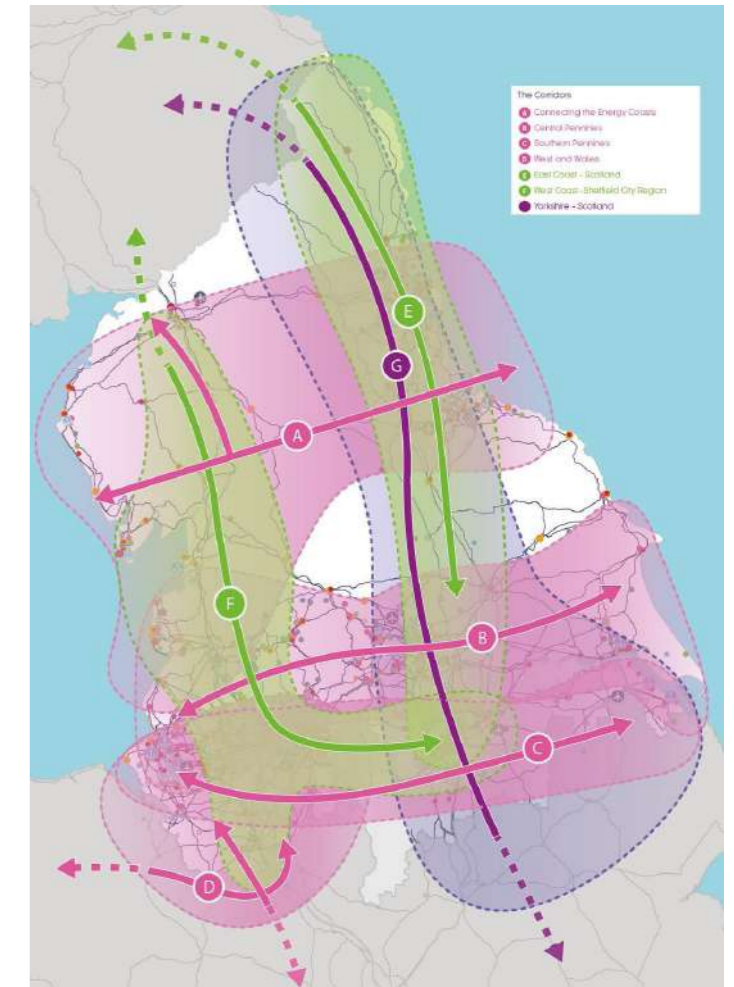 The Corridors
A Connecting the Energy Coasts
B Central Pennines
C Southern Pennines
D West and Wales
E East Coast - Scotland
F West Coast-Sheffield City Region
Yorkshire - Scotland
E
G
A
F
B
C
D